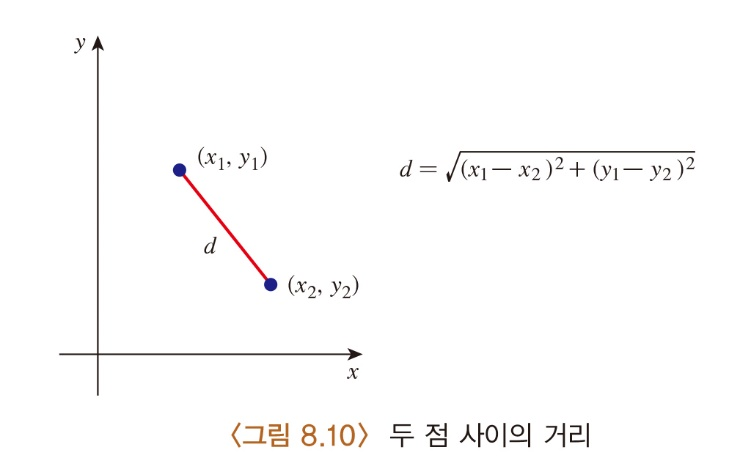 y
(x₁, y₁)
d = √(x₁ − x₂)² + (y₁ − y₂)²
d
(x₂, y₂)
x
〈그림 8.10〉 두 점 사이의 거리